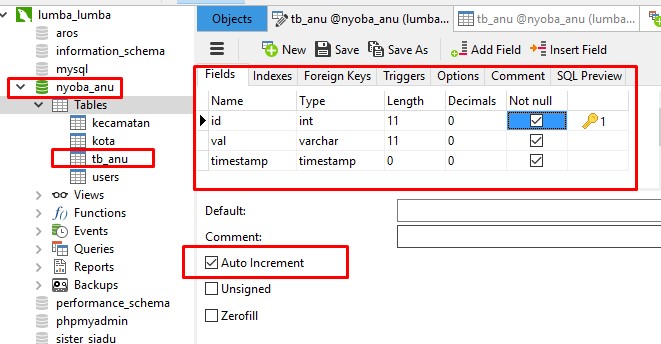 lumba_lumba
aros
information_schema
mysql
nyoba_anu
Tables
kecamatan
kota
tb_anu
users
Views
Functions
Events
Queries
Reports
Backups
performance_schema
phpmyadmin
sister_siadu
Objects
tb_anu @nyoba_anu (lumba...
tb_anu @nyoba_anu (lumba...
New Save Save As Add Field Insert Field
Fields Indexes Foreign Keys Triggers Options Comment SQL Preview
Name Type Length Decimals Not null
id int 11 0 1
val varchar 11 0
timestamp timestamp 0 0
Default:
Comment:
Auto Increment
Unsigned
Zerofill